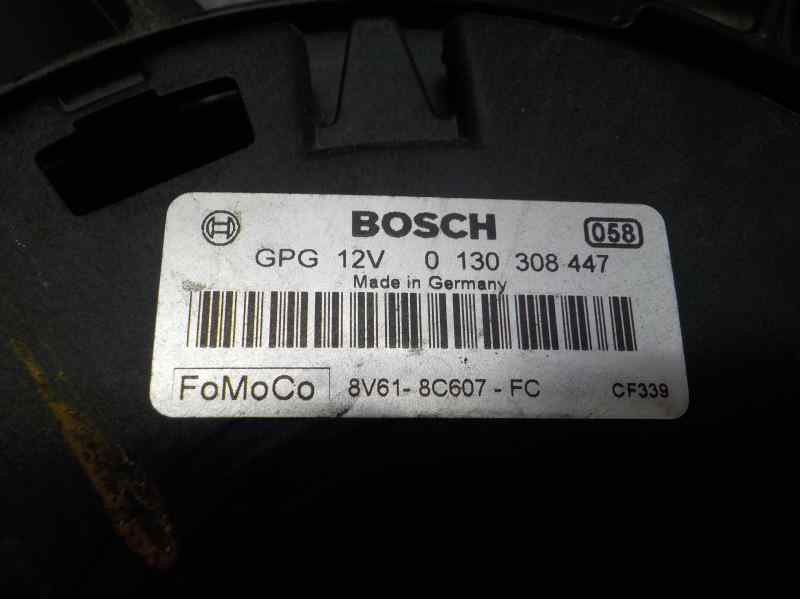 BOSCH 058
GPG 12V 0 130 308 447
Made in Germany
FoMoCo 8V61-8C607-FC CF339